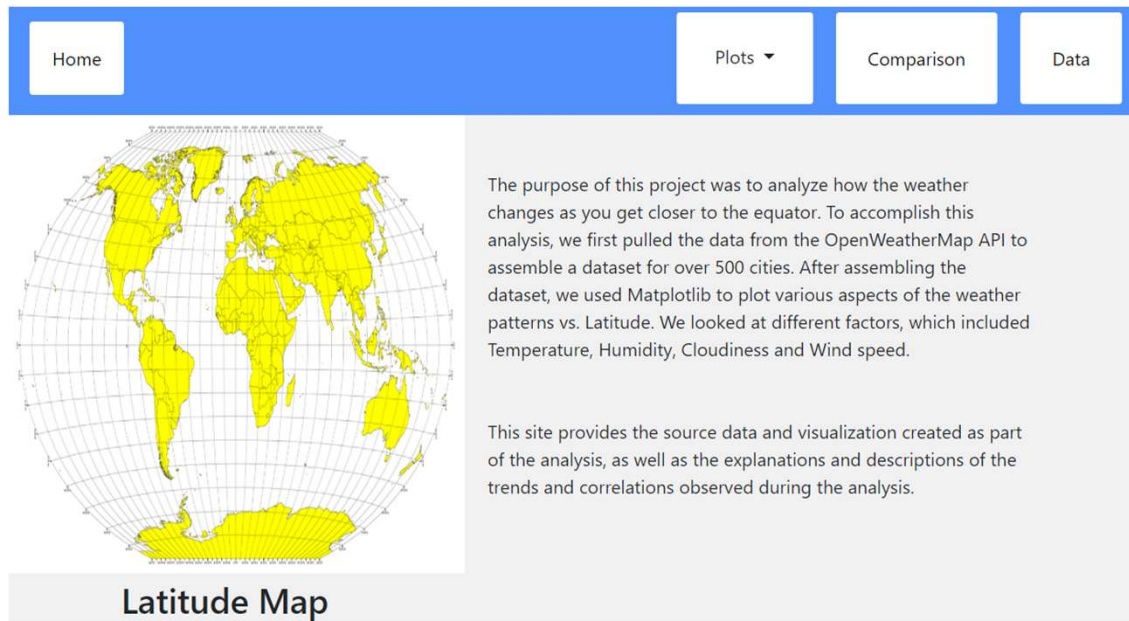 Home
Plots
Comparison
Data
The purpose of this project was to analyze how the weather
changes as you get closer to the equator. To accomplish this
analysis, we first pulled the data from the OpenWeatherMap API to
assemble a dataset for over 500 cities. After assembling the
dataset, we used Matplotlib to plot various aspects of the weather
patterns vs. Latitude. We looked at different factors, which included
Temperature, Humidity, Cloudiness and Wind speed.
This site provides the source data and visualization created as part
of the analysis, as well as the explanations and descriptions of the
trends and correlations observed during the analysis.
Latitude Map